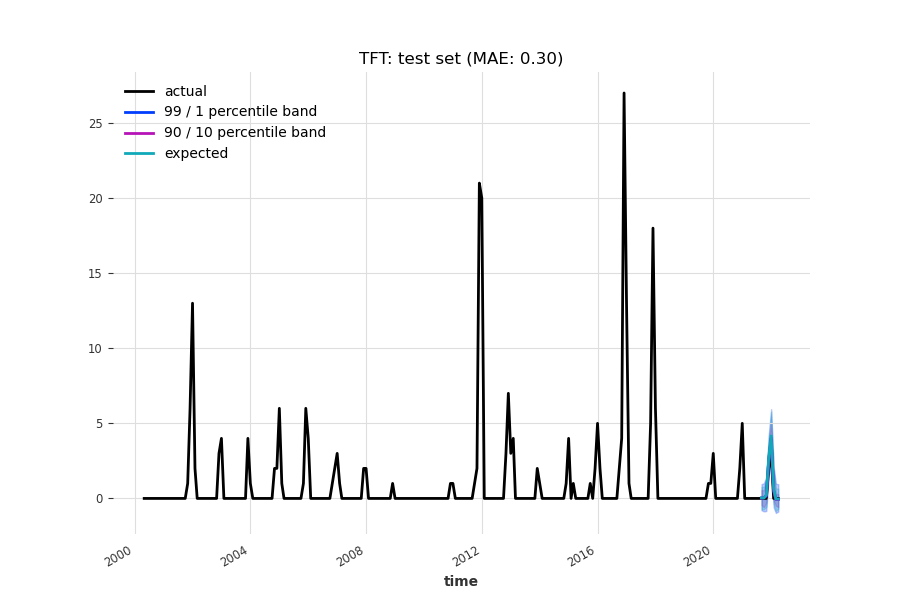 TFT: test set (MAE: 0.30)
actual
99 / 1 percentile band
90 / 10 percentile band
expected
25
20
15
10
5
0
2000
2004
2008
2012
2016
2020
time